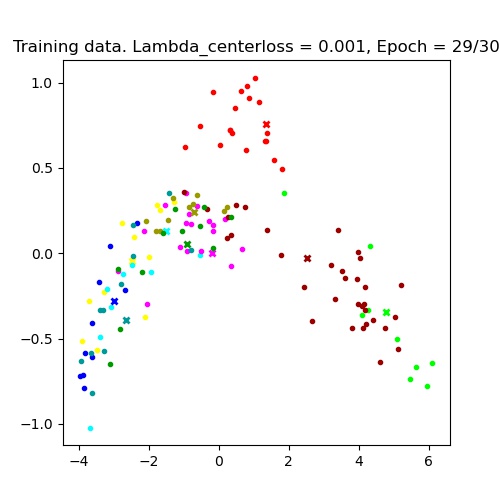 Training data. Lambda_centerloss = 0.001, Epoch = 29/30
1.0
0.5
0.0
−0.5
−1.0
−4 −2 0 2 4 6